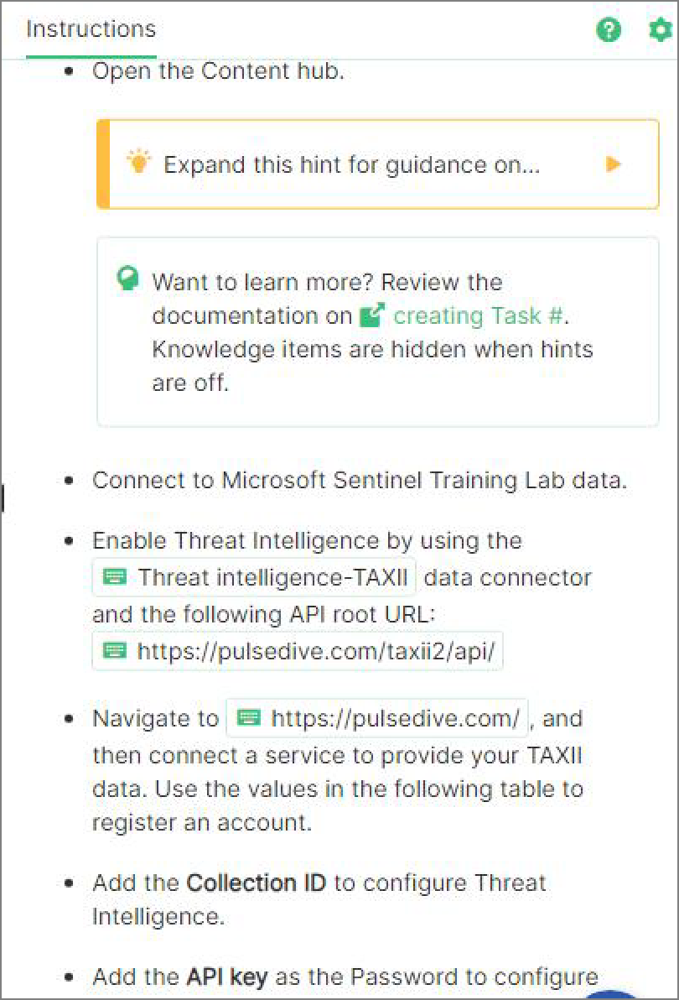 Instructions
Open the Content hub.
Expand this hint for guidance on...
Want to learn more? Review the
documentation on creating Task #.
Knowledge items are hidden when hints
are off.
Connect to Microsoft Sentinel Training Lab data.
Enable Threat Intelligence by using the
Threat intelligence-TAXII data connector
and the following API root URL:
https://pulsedive.com/taxii2/api/
Navigate to https://pulsedive.com/ , and
then connect a service to provide your TAXII
data. Use the values in the following table to
register an account.
Add the Collection ID to configure Threat
Intelligence.
Add the API key as the Password to configure